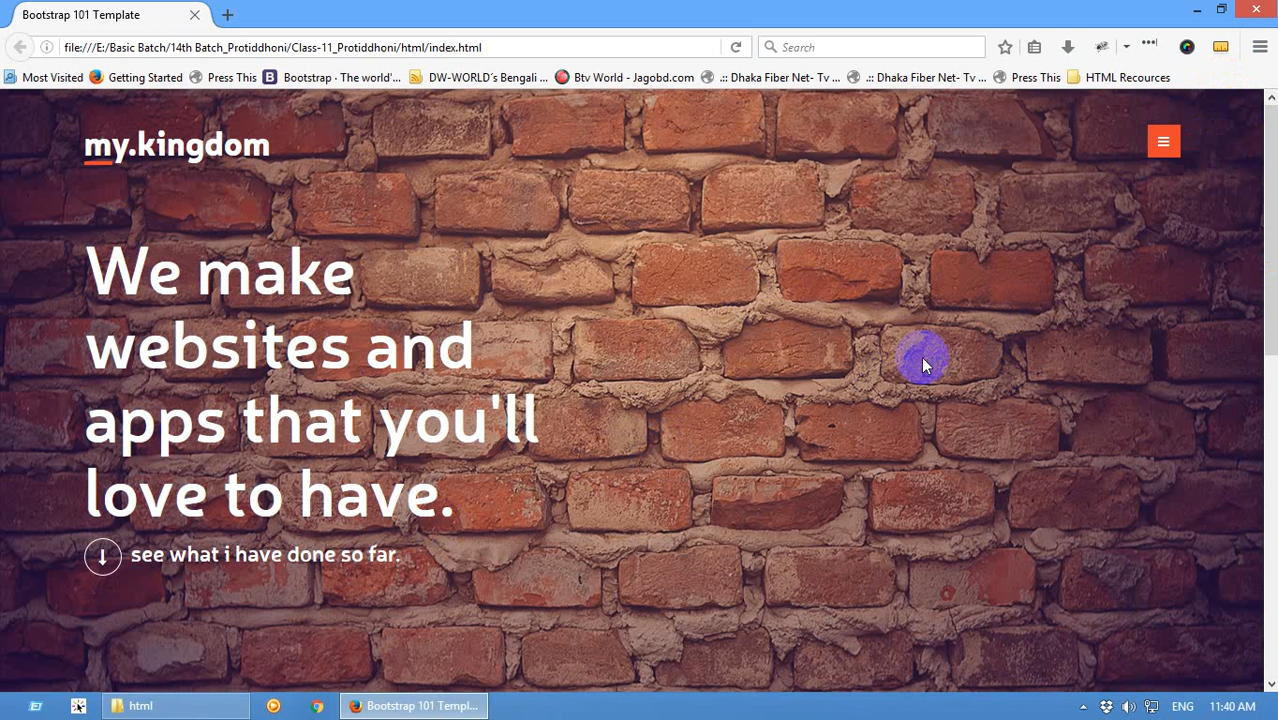 Bootstrap 101 Template
file:///E:/Basic Batch/14th Batch_Protiddhoni/Class-11_Protiddhoni/html/index.html
Search
Most Visited
Getting Started
Press This
Bootstrap · The world'...
DW-WORLD´s Bengali ...
Btv World - Jagobd.com
.:: Dhaka Fiber Net- Tv ...
.:: Dhaka Fiber Net- Tv ...
Press This
HTML Recources
my.kingdom
We make
websites and
apps that you'll
love to have.
see what i have done so far.
html
Bootstrap 101 Templ...
ENG
11:40 AM